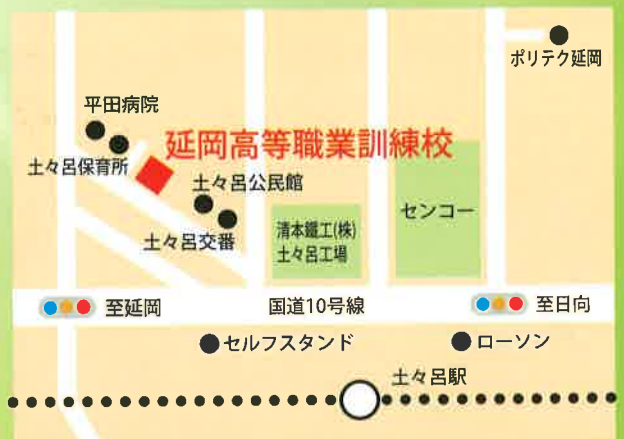 ポリテク延岡
平田病院
延岡高等職業訓練校
土々呂保育所
土々呂公民館
センコー
清本鐵工(株)
土々呂工場
土々呂交番
至延岡
国道10号線
至日向
セルフスタンド
ローソン
土々呂駅